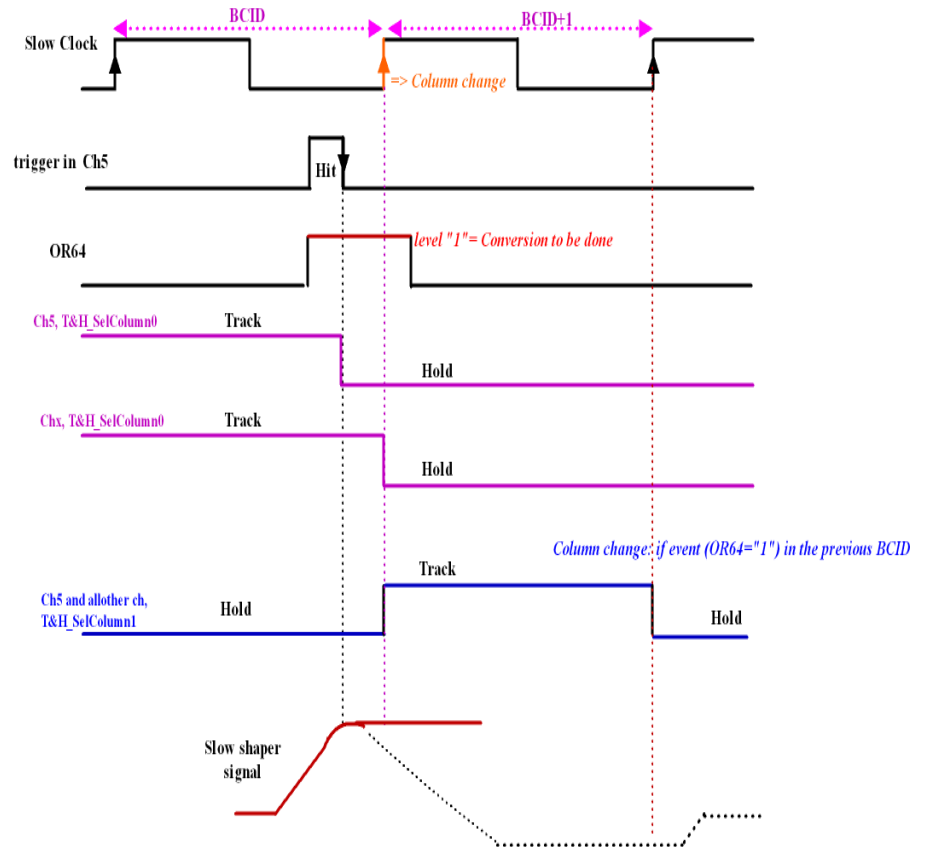 BCID
BCID+1
Slow Clock
=> Column change
trigger in Ch5
Hit
OR64
level "1"= Conversion to be done
Ch5, T&H_SelColumn0
Track
Hold
Chx, T&H_SelColumn0
Track
Hold
Column change: if event (OR64="1") in the previous BCID
Track
Ch5 and allother ch,
T&H_SelColumn1
Hold
Hold
Slow shaper
signal